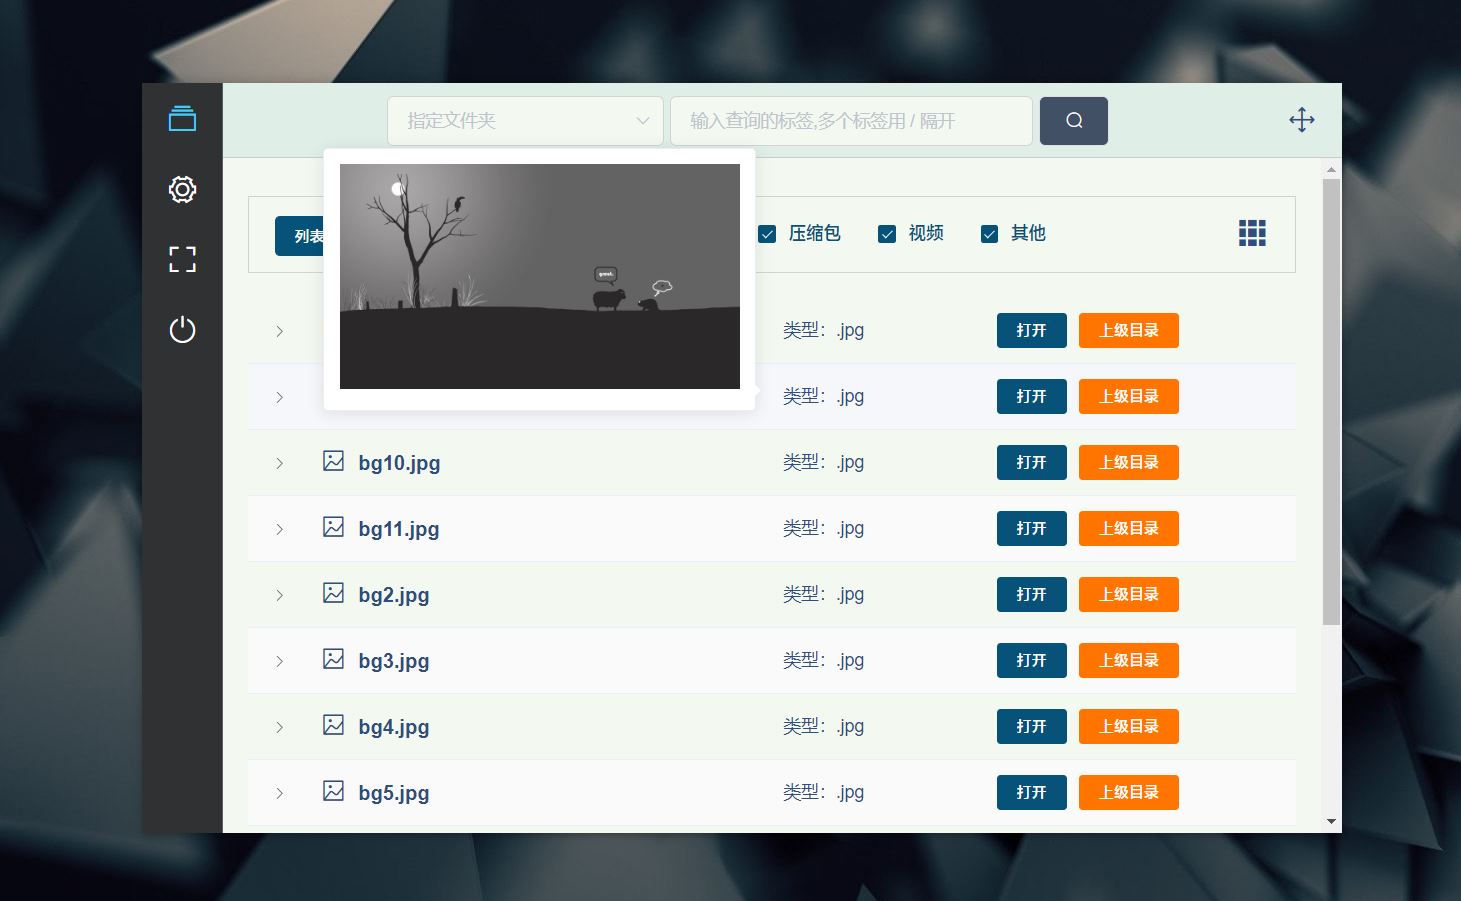 指定文件夹
输入查询的标签,多个标签用 / 隔开
列表
压缩包
视频
其他
类型: .jpg
打开
上级目录
类型: .jpg
打开
上级目录
bg10.jpg
类型: .jpg
打开
上级目录
bg11.jpg
类型: .jpg
打开
上级目录
bg2.jpg
类型: .jpg
打开
上级目录
bg3.jpg
类型: .jpg
打开
上级目录
bg4.jpg
类型: .jpg
打开
上级目录
bg5.jpg
类型: .jpg
打开
上级目录